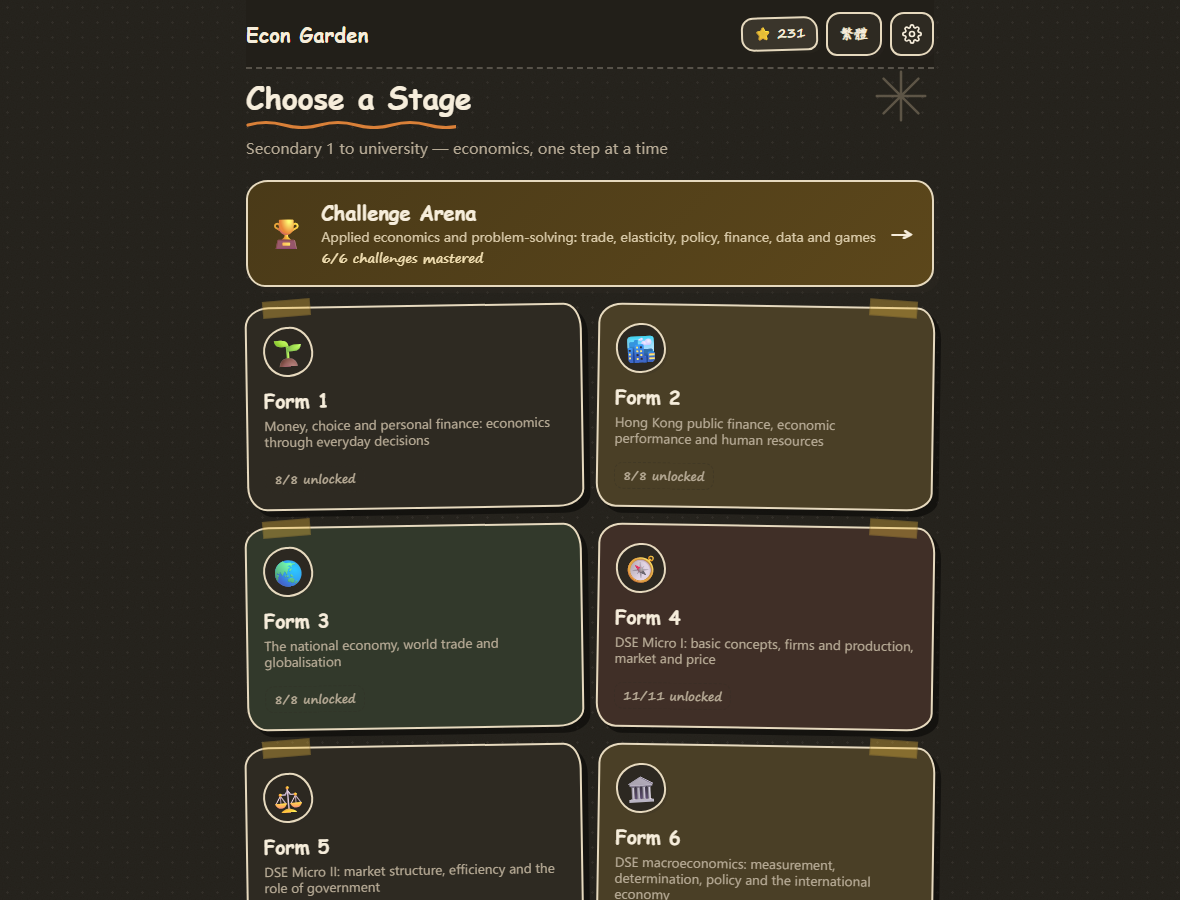 Econ Garden
231
繁體
Choose a Stage
Secondary 1 to university — economics, one step at a time
Challenge Arena
Applied economics and problem-solving: trade, elasticity, policy, finance, data and games
6/6 challenges mastered
Form 1
Money, choice and personal finance: economics
through everyday decisions
8/8 unlocked
Form 2
Hong Kong public finance, economic
performance and human resources
8/8 unlocked
Form 3
The national economy, world trade and
globalisation
8/8 unlocked
Form 4
DSE Micro I: basic concepts, firms and production,
market and price
11/11 unlocked
Form 5
DSE Micro II: market structure, efficiency and the
role of government
Form 6
DSE macroeconomics: measurement,
determination, policy and the international
economy